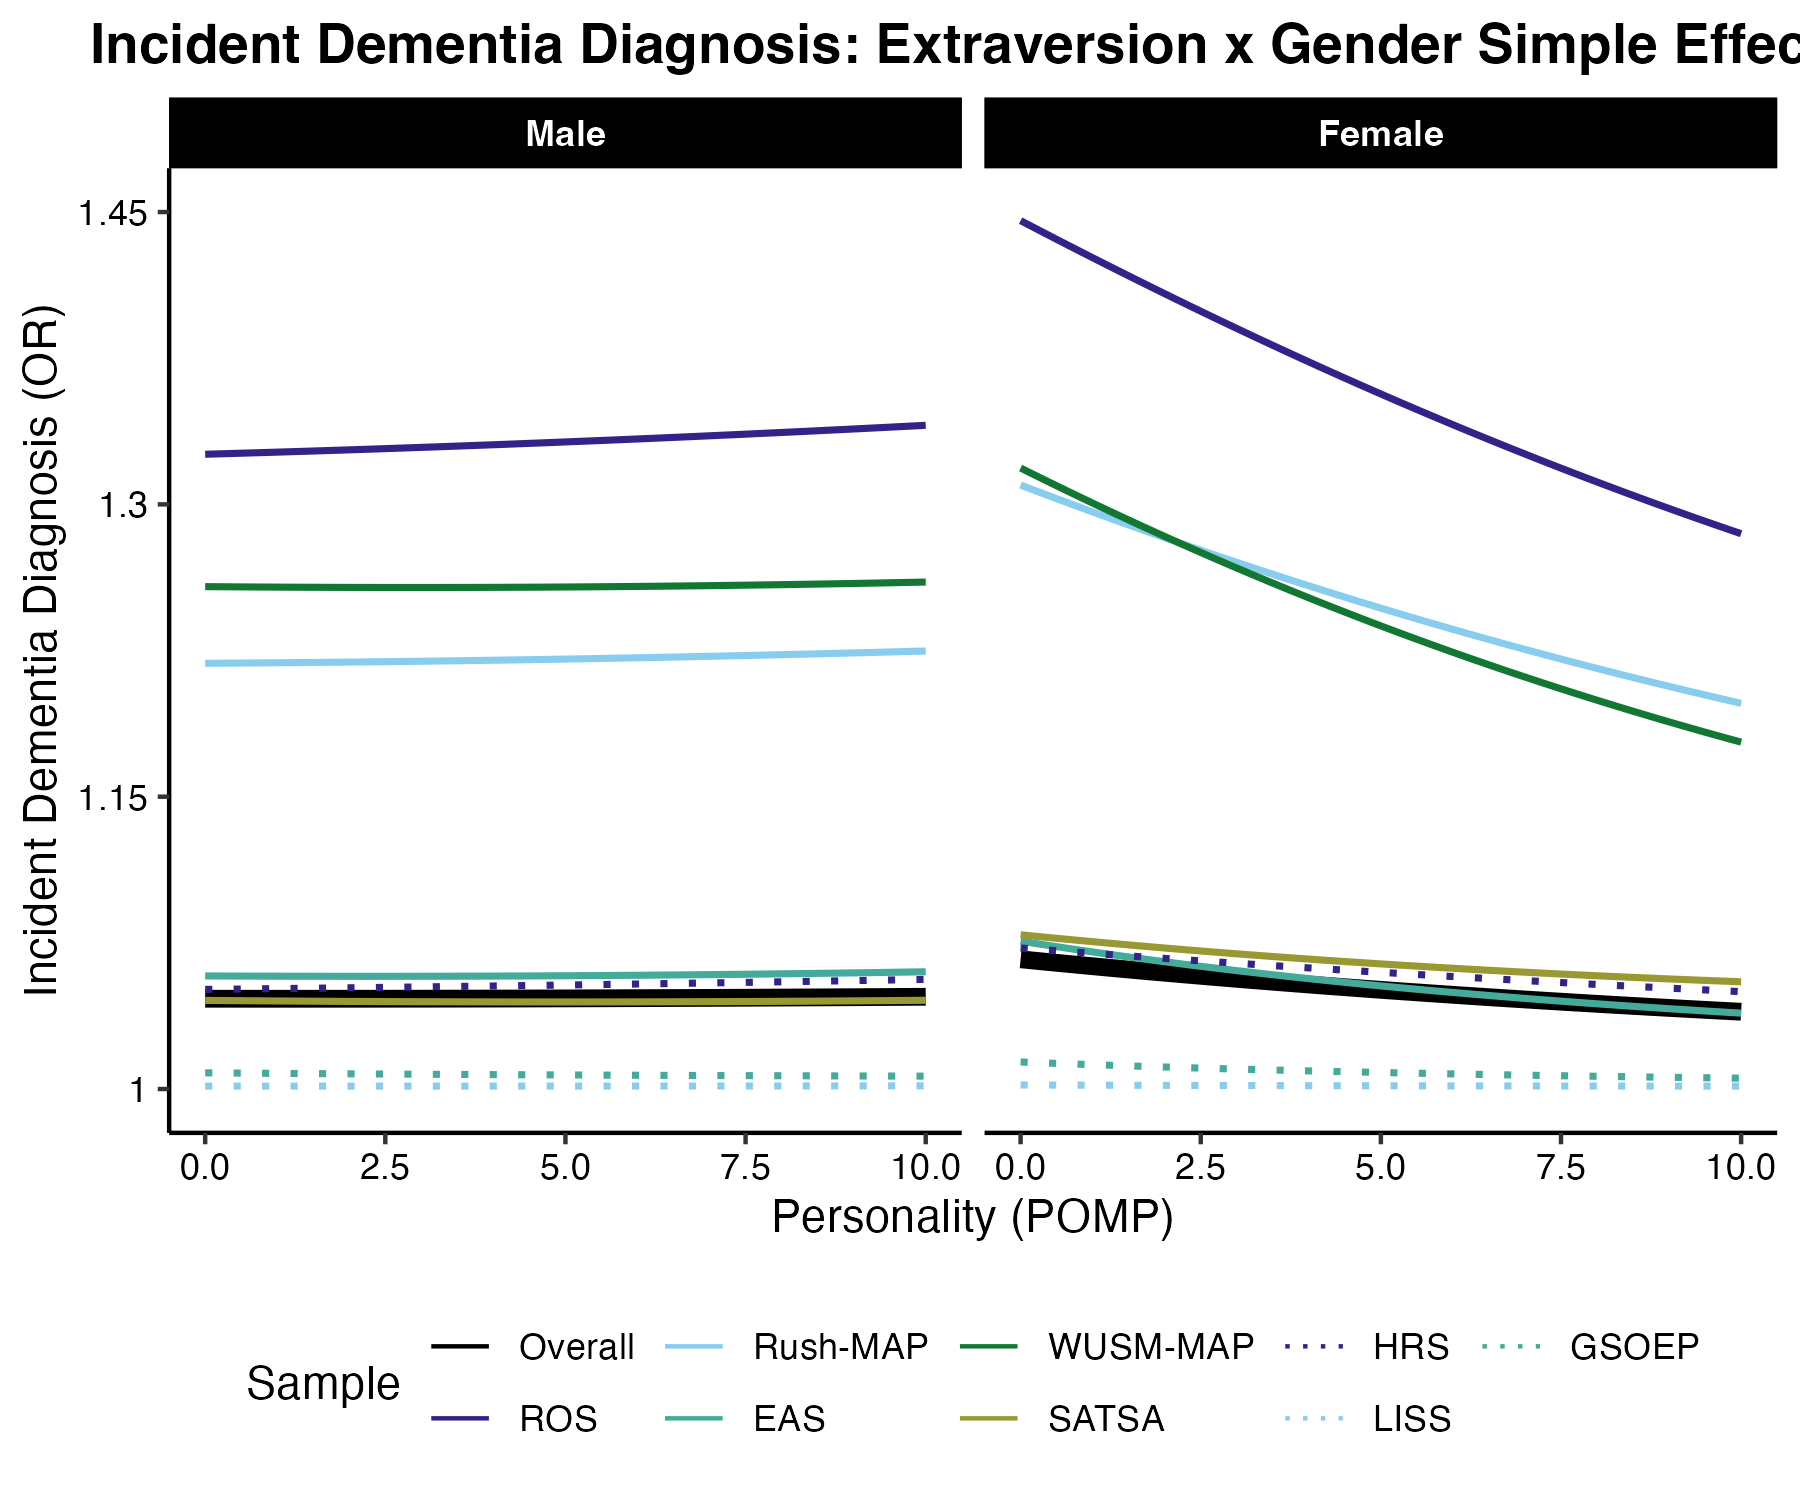 Incident Dementia Diagnosis: Extraversion x Gender Simple Effec
Male
Female
Incident Dementia Diagnosis (OR)
1.45
1.3
1.15
1
0.0 2.5 5.0 7.5 10.0
0.0 2.5 5.0 7.5 10.0
Personality (POMP)
Sample
Overall Rush-MAP WUSM-MAP HRS GSOEP
ROS EAS SATSA LISS